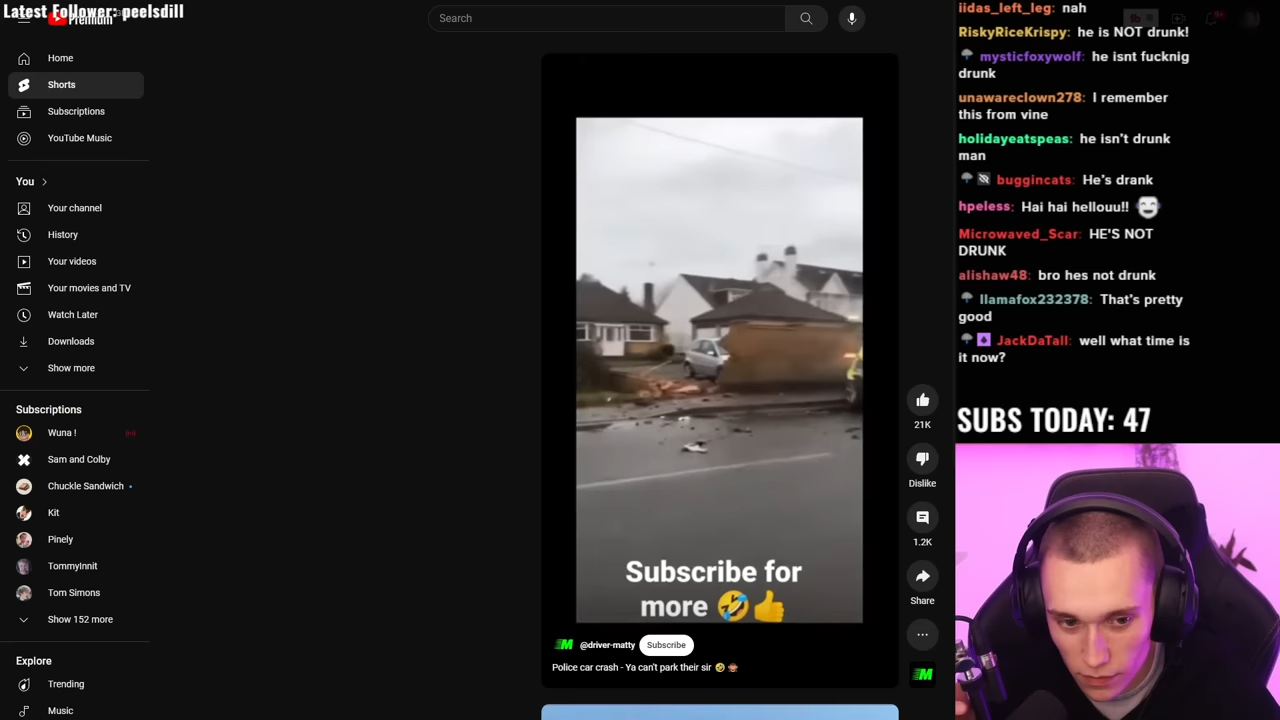 Latest Follower: peelsdill
Premium
Search
Home
Shorts
Subscriptions
YouTube Music
You
Your channel
History
Your videos
Your movies and TV
Watch Later
Downloads
Show more
Subscriptions
Wuna !
Sam and Colby
Chuckle Sandwich
Kit
Pinely
TommyInnit
Tom Simons
Show 152 more
Explore
Trending
Music
Subscribe for
more 🤣👍
@driver-matty Subscribe
Police car crash - Ya can't park their sir 🤣 🙈
21K
Dislike
1.2K
Share
iidas_left_leg: nah
RiskyRiceKrispy: he is NOT drunk!
mysticfoxywolf: he isnt fucknig
drunk
unawareclown278: I remember
this from vine
holidayeatspeas: he isn't drunk
man
buggincats: He's drank
hpeless: Hai hai hellouu!!
Microwaved_Scar: HE'S NOT
DRUNK
alishaw48: bro hes not drunk
llamafox232378: That's pretty
good
JackDaTall: well what time is
it now?
SUBS TODAY: 47